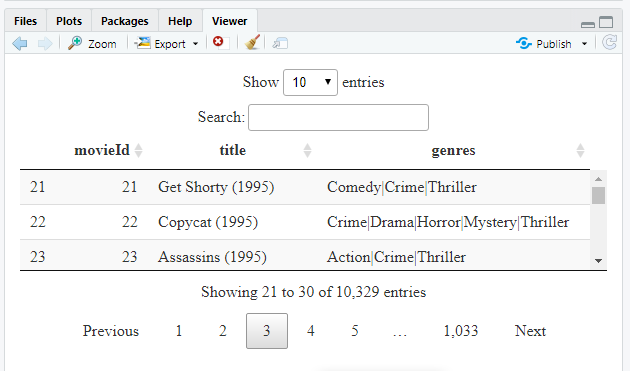 Files Plots Packages Help Viewer
Zoom Export Publish
Show 10 entries
Search:
movieId title genres
21 21 Get Shorty (1995) Comedy|Crime|Thriller
22 22 Copycat (1995) Crime|Drama|Horror|Mystery|Thriller
23 23 Assassins (1995) Action|Crime|Thriller
Showing 21 to 30 of 10,329 entries
Previous 1 2 3 4 5 … 1,033 Next